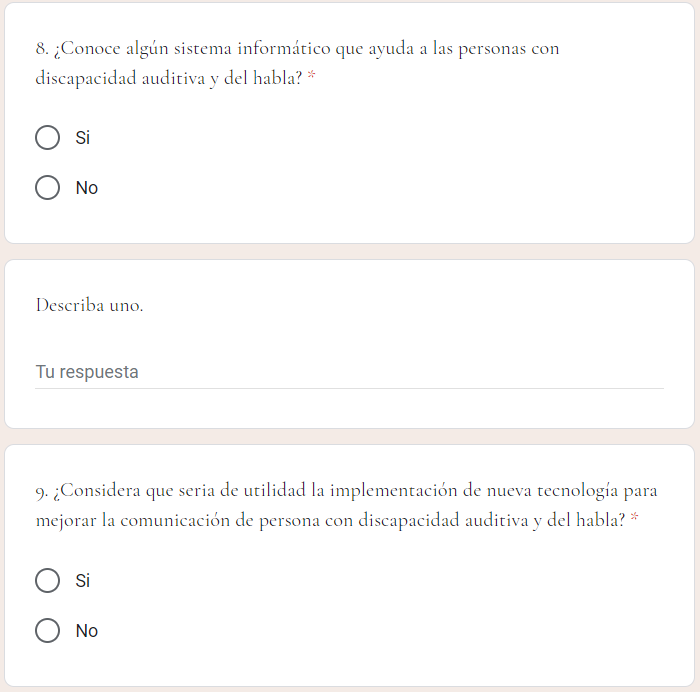 8. ¿Conoce algún sistema informático que ayuda a las personas con
discapacidad auditiva y del habla? *
Si
No
Describa uno.
Tu respuesta
9. ¿Considera que seria de utilidad la implementación de nueva tecnología para
mejorar la comunicación de persona con discapacidad auditiva y del habla? *
Si
No